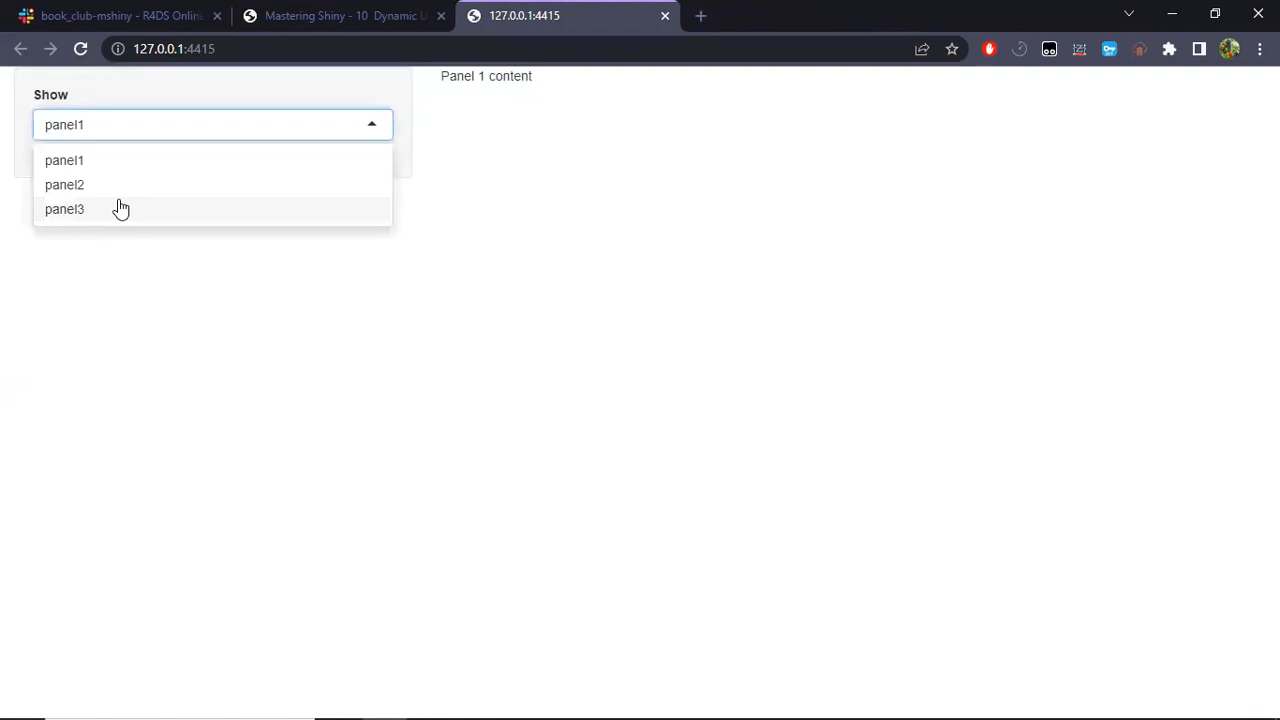 book_club-mshiny - R4DS Online
Mastering Shiny - 10 Dynamic U
127.0.0.1:4415
127.0.0.1:4415
Show
panel1
panel1
panel2
panel3
Panel 1 content